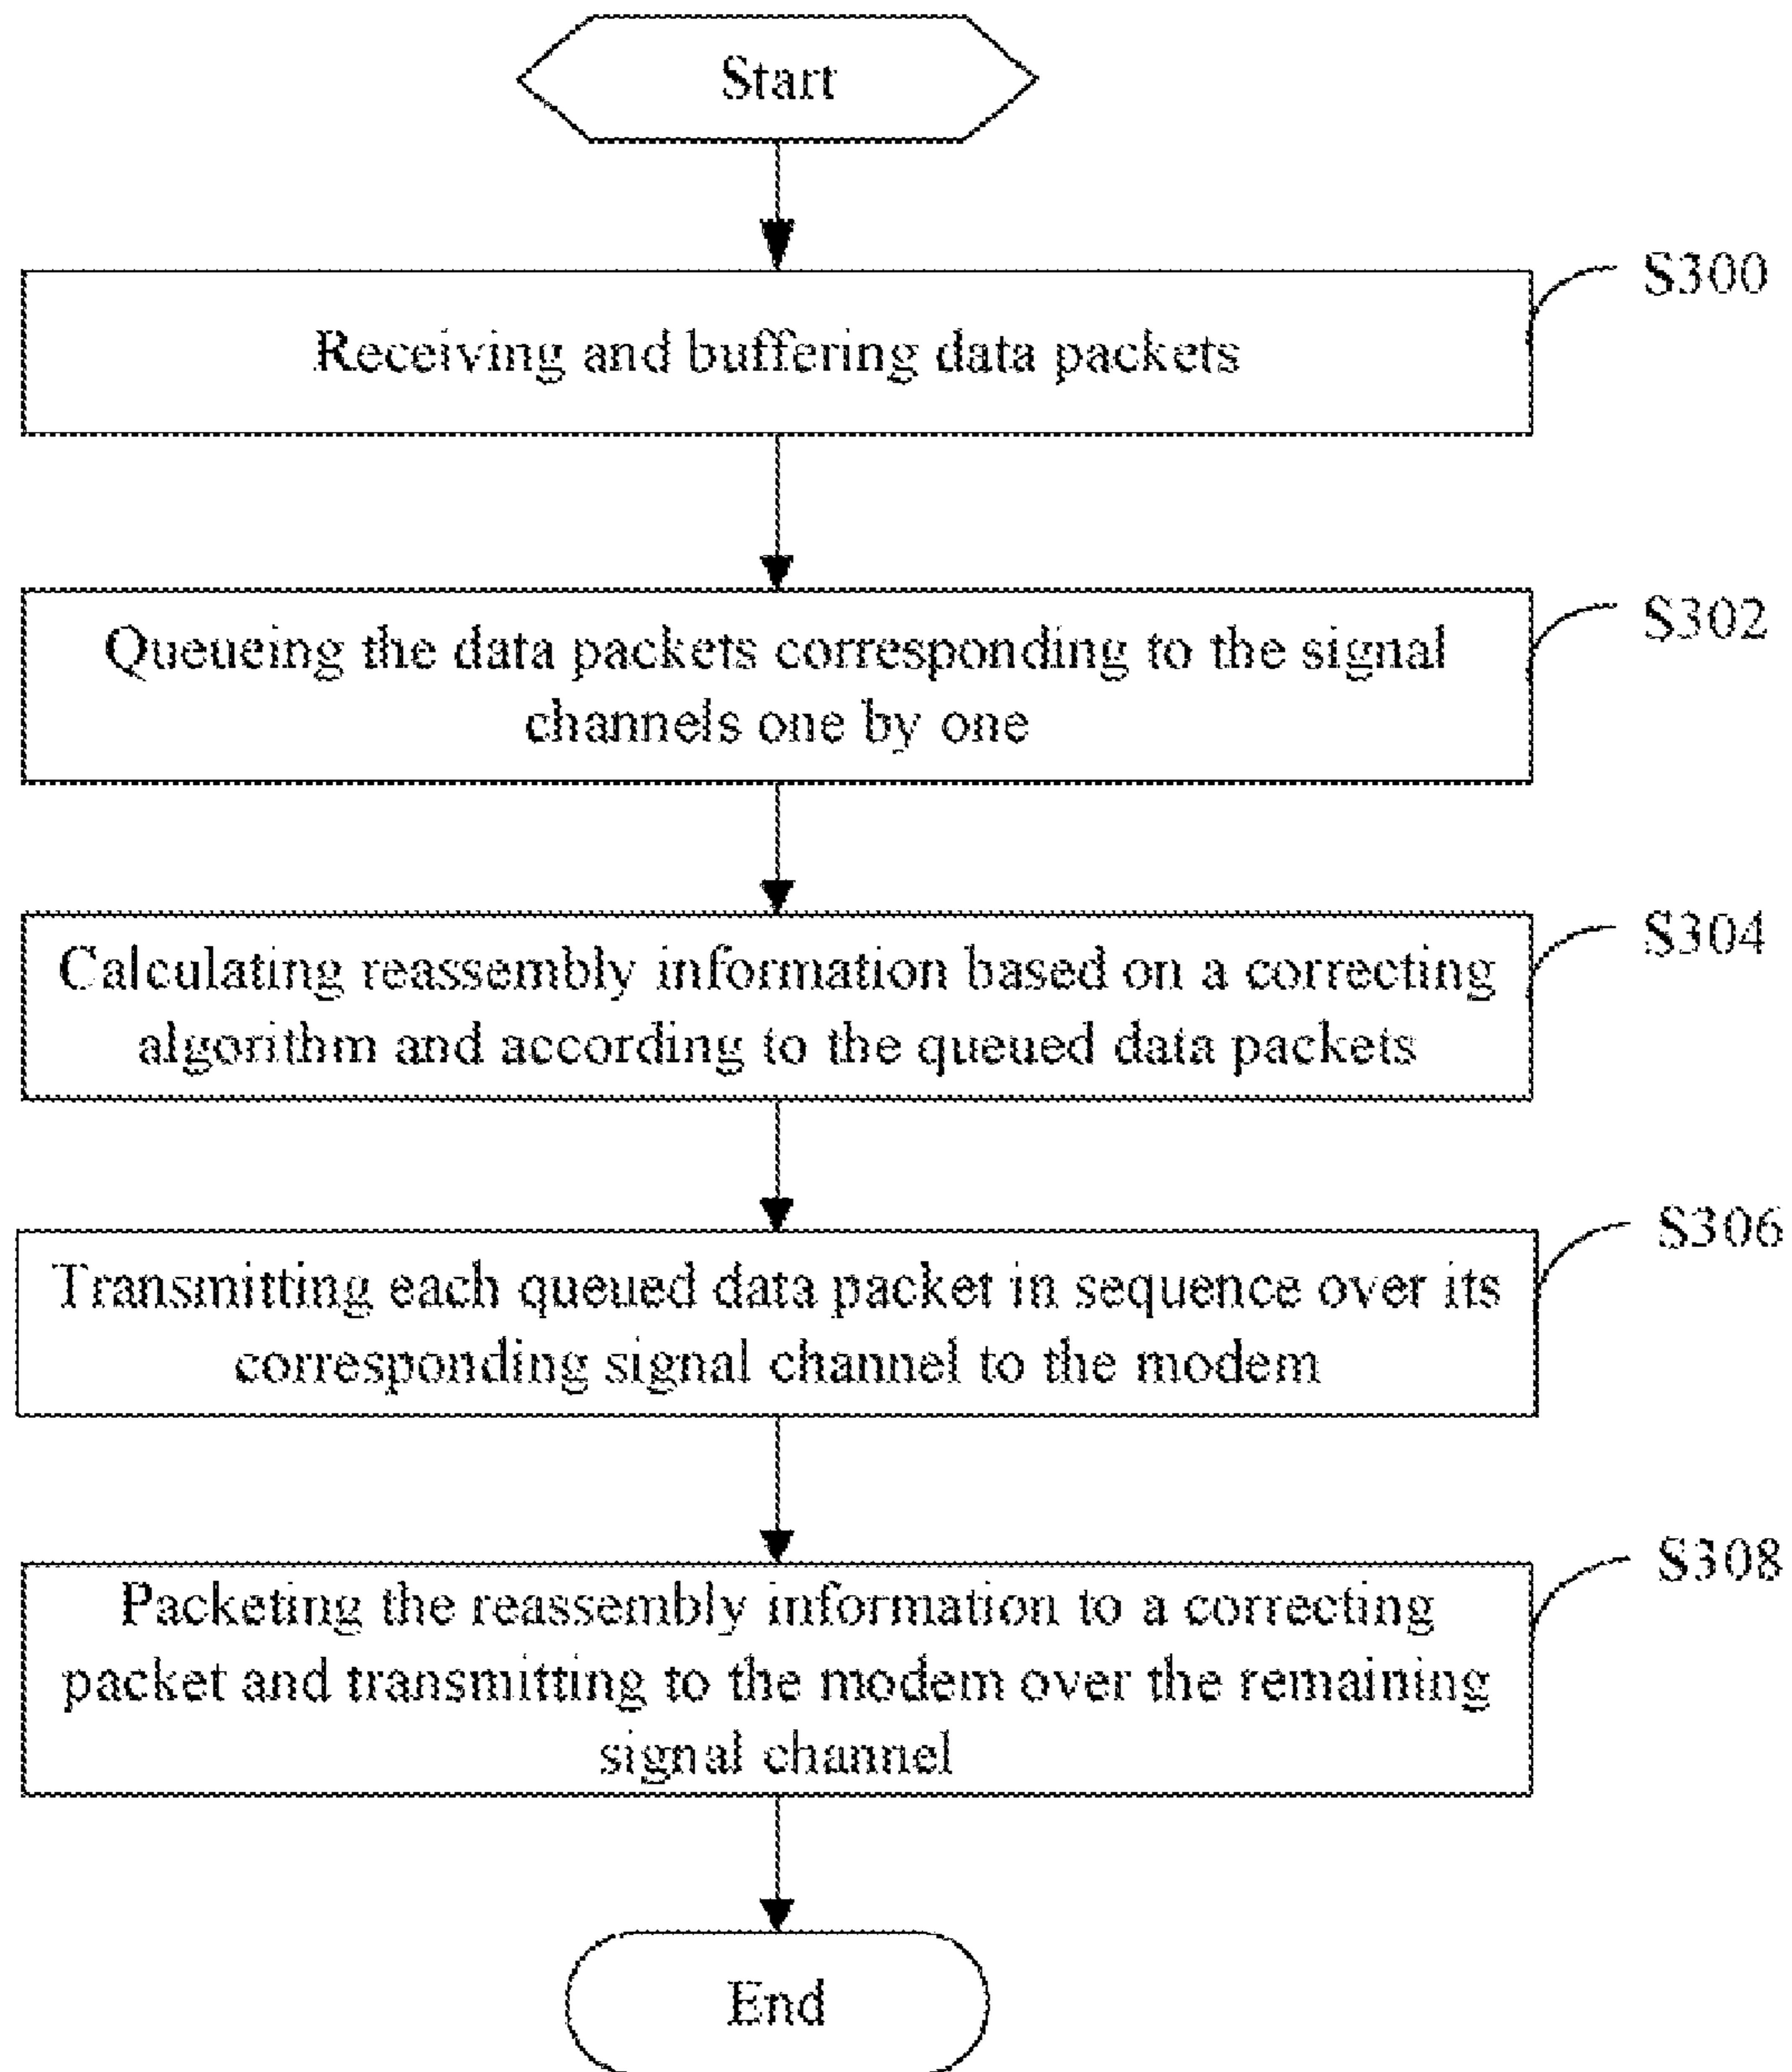 Start
S300
Receiving and buffering data packets
S302
Queueing the data packets corresponding to the signal
channels one by one
S304
Calculating reassembly information based on a correcting
algorithm and according to the queued data packets
S306
Transmitting each queued data packet in sequence over its
corresponding signal channel to the modem
S308
Packeting the reassembly information to a correcting
packet and transmitting to the modem over the remaining
signal channel
End